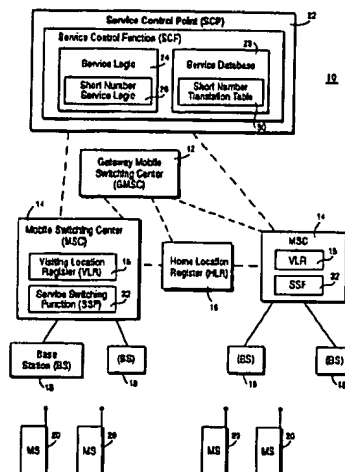 Service Control Point (SCP)
22
Service Control Function (SCF)
Service Logic
24
Short Number
Service Logic
26
Service Database
28
Short Number
Translation Table
30
10
Gateway Mobile
Switching Center
(GMSC)
12
14
Mobile Switching Center
(MSC)
Visiting Location
Register (VLR)
16
Service Switching
Function (SSF)
32
Home Location
Register (HLR)
16
14
MSC
VLR
SSF
32
Base
Station (BS)
18
(BS)
18
(BS)
18
(BS)
18
MS
20
MS
20
MS
20
MS
20